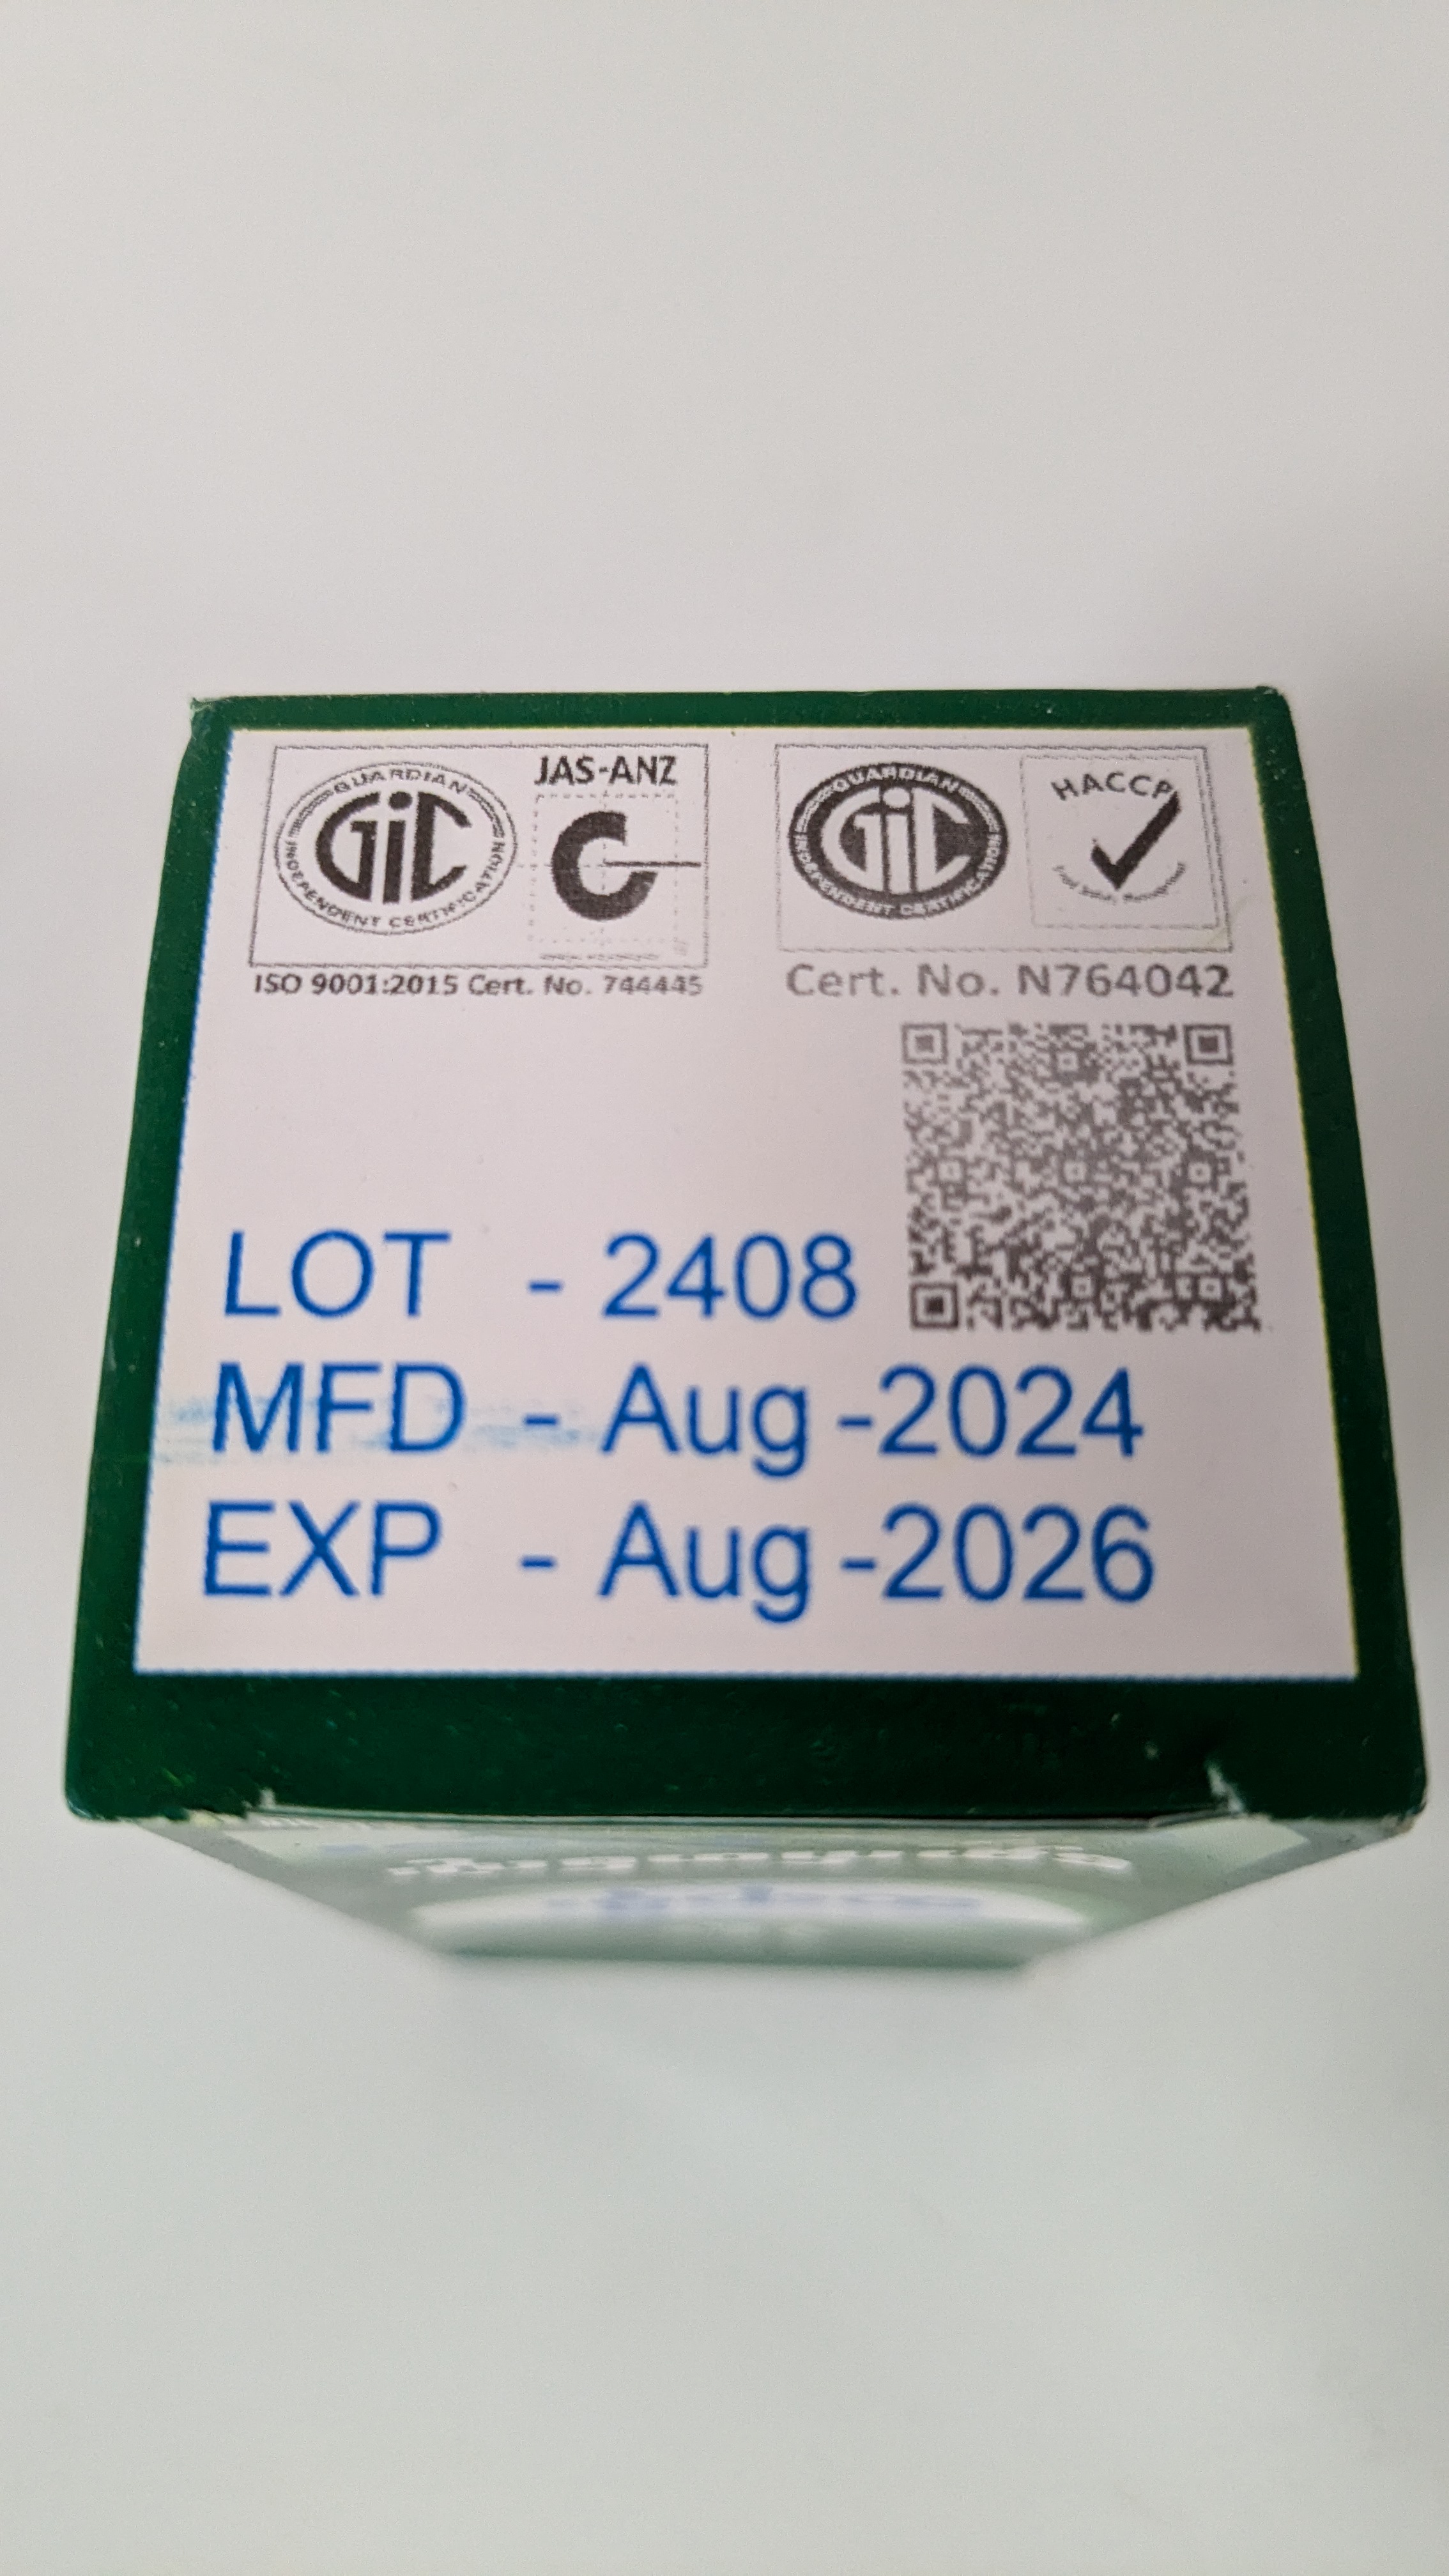 GUARDIAN
GiC
INDEPENDENT CERTIFICATION
JAS-ANZ
ISO 9001:2015 Cert. No. 744445
GUARDIAN
GiC
INDEPENDENT CERTIFICATION
HACCP
Cert. No. N764042
LOT - 2408
MFD - Aug -2024
EXP - Aug -2026